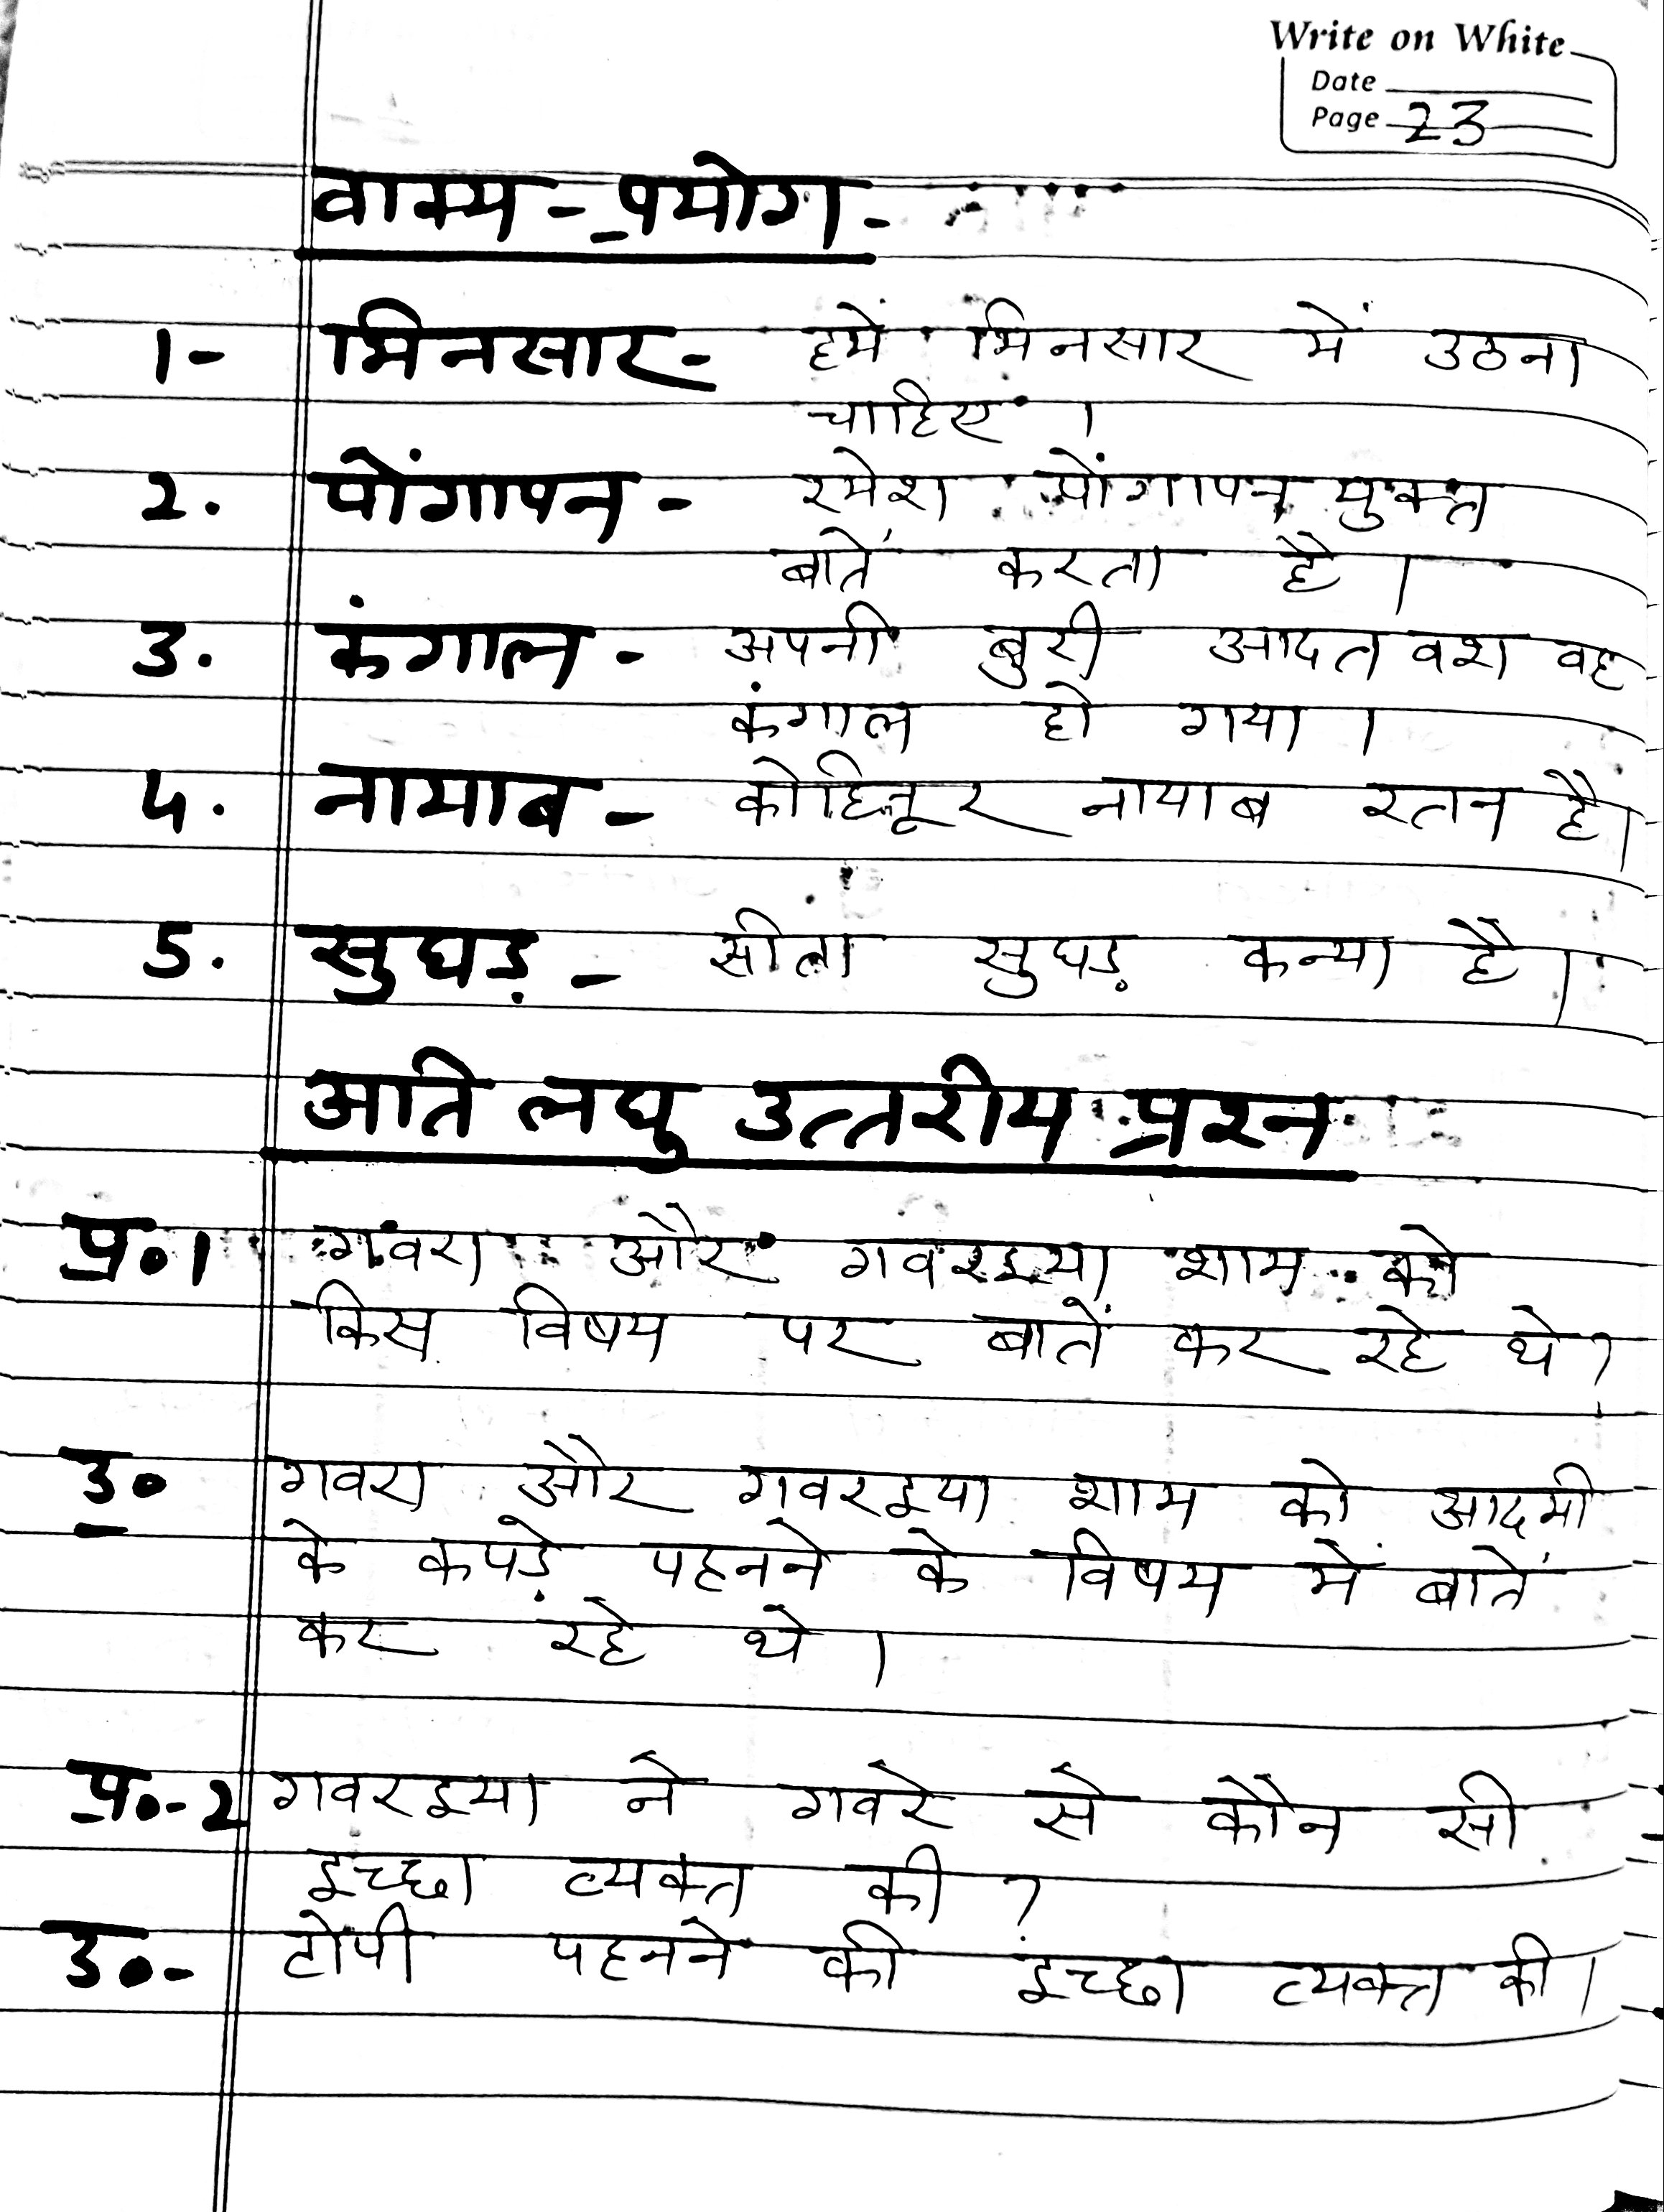 Write on White
Date
Page 23
वाक्य - प्रयोग -
1- भिनसार - हमें भिनसार में उठना
चाहिए ।
2. पोंगापन - रमेश पोंगापन युक्त
बातें करता है ।
3. कंगाल - अपनी बुरी आदत वश वह
कंगाल हो गया ।
4. नायाब - कोहिनूर नायाब रतन है।
5. सुघड़ - सीता सुघड़ कन्या है।
अति लघु उत्तरीय प्रश्न
प्र०1 गंवरा और गवरइया शाम को
किस विषय पर बातें कर रहे थे?
उ० गवरा और गवरइया शाम को आदमी
के कपड़े पहनने के विषय में बातें
कर रहे थे ।
प्र०-2 गवरइया ने गवरे से कौन सी
इच्छा व्यक्त की ?
उ०- टोपी पहनने की इच्छा व्यक्त की।